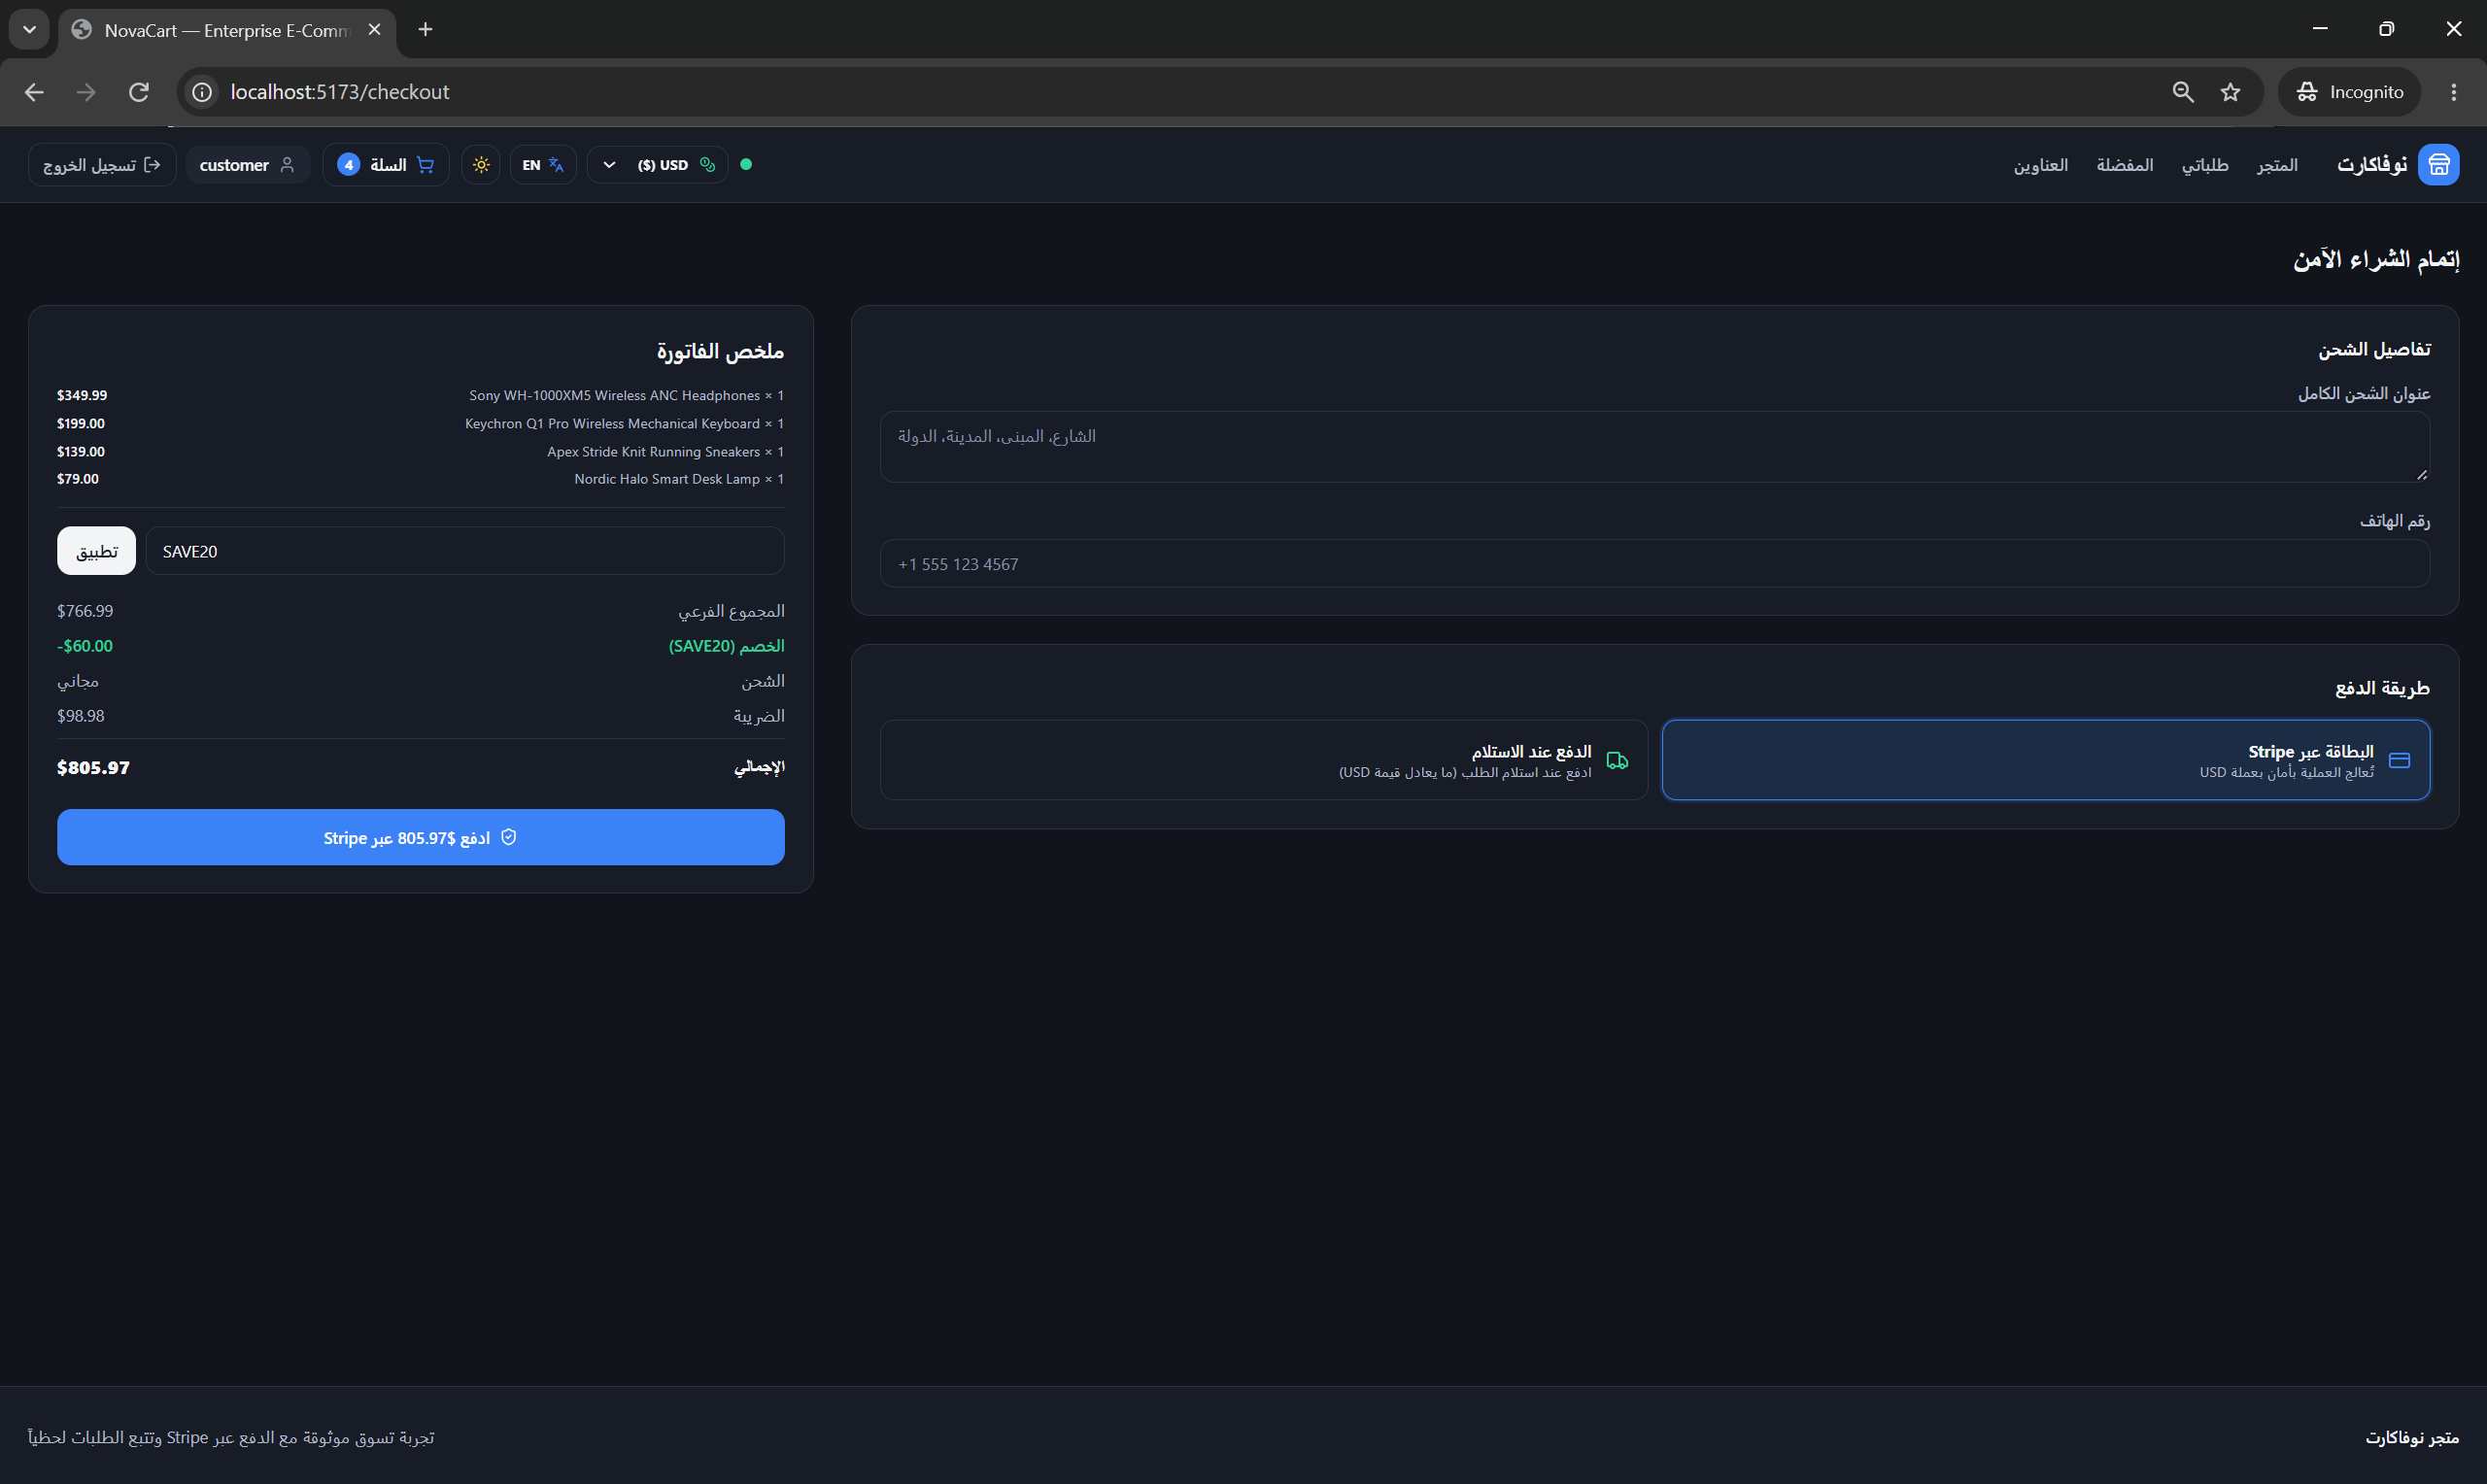 NovaCart — Enterprise E-Comm
localhost:5173/checkout
Incognito
نوفاكارت
المتجر
طلباتي
المفضلة
العناوين
($) USD
EN
السلة 4
customer
تسجيل الخروج
إتمام الشراء الآمن
تفاصيل الشحن
عنوان الشحن الكامل
الشارع، المبنى، المدينة، الدولة
رقم الهاتف
+1 555 123 4567
طريقة الدفع
البطاقة عبر Stripe
تُعالج العملية بأمان بعملة USD
الدفع عند الاستلام
ادفع عند استلام الطلب (ما يعادل قيمة USD)
ملخص الفاتورة
Sony WH-1000XM5 Wireless ANC Headphones × 1 $349.99
Keychron Q1 Pro Wireless Mechanical Keyboard × 1 $199.00
Apex Stride Knit Running Sneakers × 1 $139.00
Nordic Halo Smart Desk Lamp × 1 $79.00
SAVE20 تطبيق
المجموع الفرعي $766.99
الخصم (SAVE20) -$60.00
الشحن مجاني
الضريبة $98.98
الإجمالي $805.97
ادفع $805.97 عبر Stripe
متجر نوفاكارت
تجربة تسوق موثوقة مع الدفع عبر Stripe وتتبع الطلبات لحظياً